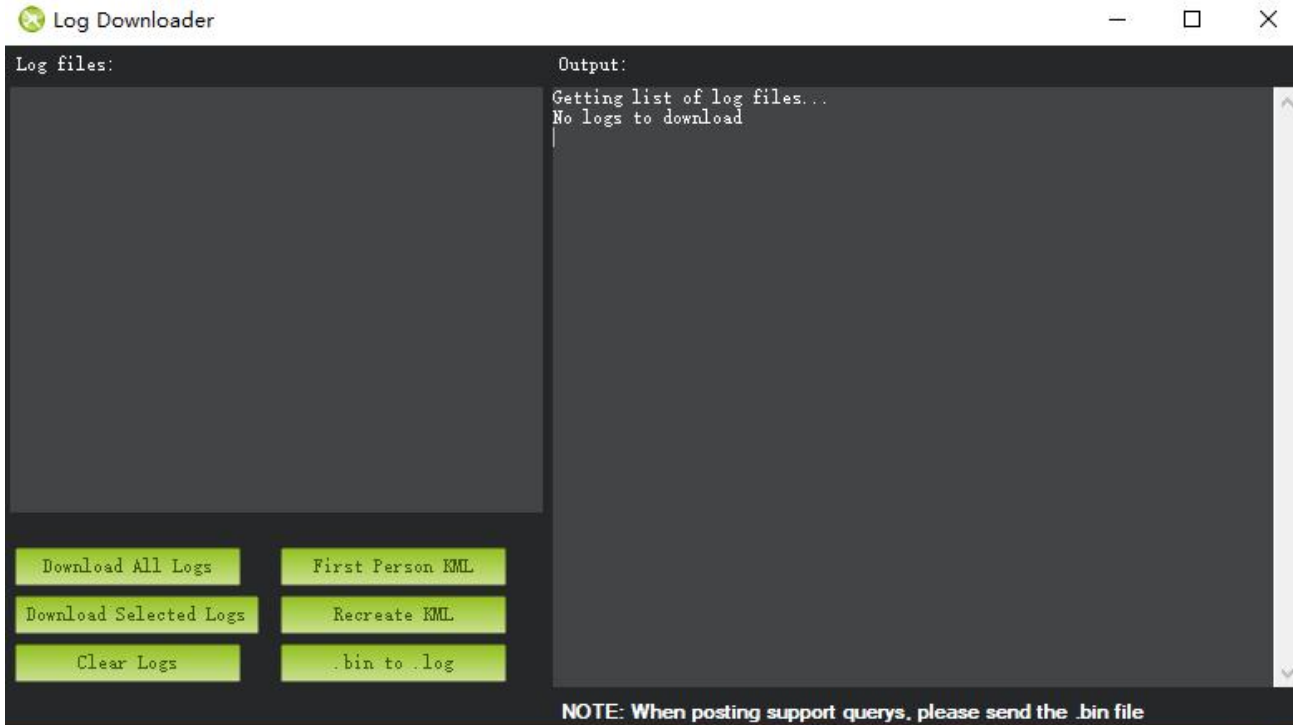 Log Downloader
Log files:
Output:
Getting list of log files...
No logs to download
Download All Logs
First Person KML
Download Selected Logs
Recreate KML
Clear Logs
.bin to .log
NOTE: When posting support querys, please send the .bin file